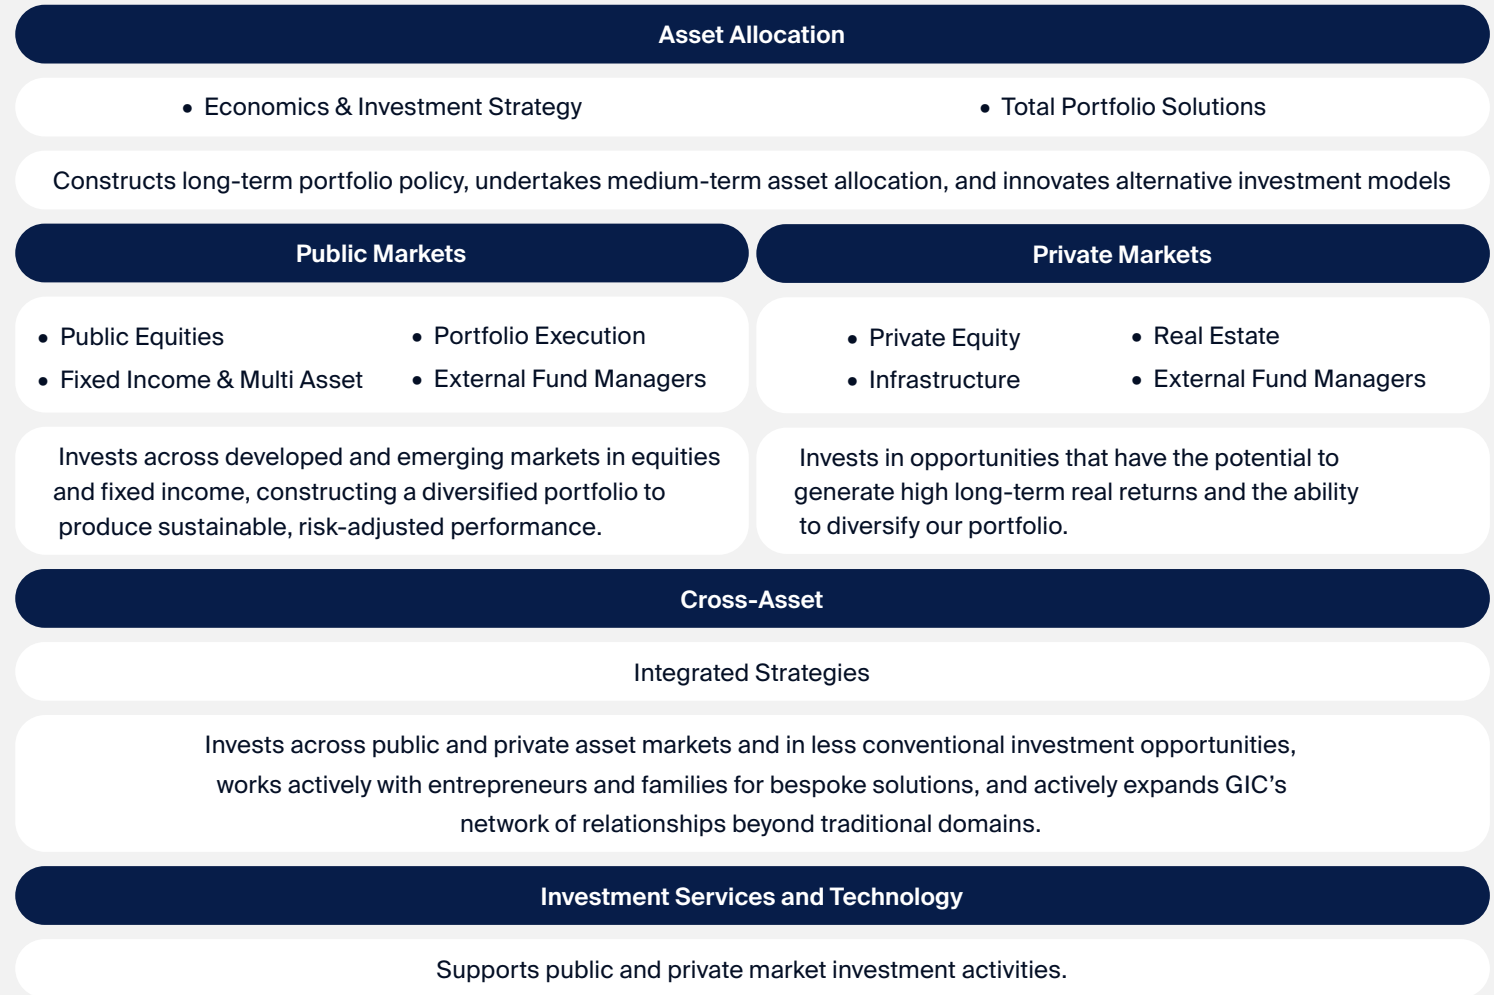 Asset Allocation
• Economics & Investment Strategy
• Total Portfolio Solutions
Constructs long-term portfolio policy, undertakes medium-term asset allocation, and innovates alternative investment models
Public Markets
• Public Equities
• Portfolio Execution
• Fixed Income & Multi Asset
• External Fund Managers
Invests across developed and emerging markets in equities
and fixed income, constructing a diversified portfolio to
produce sustainable, risk-adjusted performance.
Private Markets
• Private Equity
• Real Estate
• Infrastructure
• External Fund Managers
Invests in opportunities that have the potential to
generate high long-term real returns and the ability
to diversify our portfolio.
Cross-Asset
Integrated Strategies
Invests across public and private asset markets and in less conventional investment opportunities,
works actively with entrepreneurs and families for bespoke solutions, and actively expands GIC’s
network of relationships beyond traditional domains.
Investment Services and Technology
Supports public and private market investment activities.